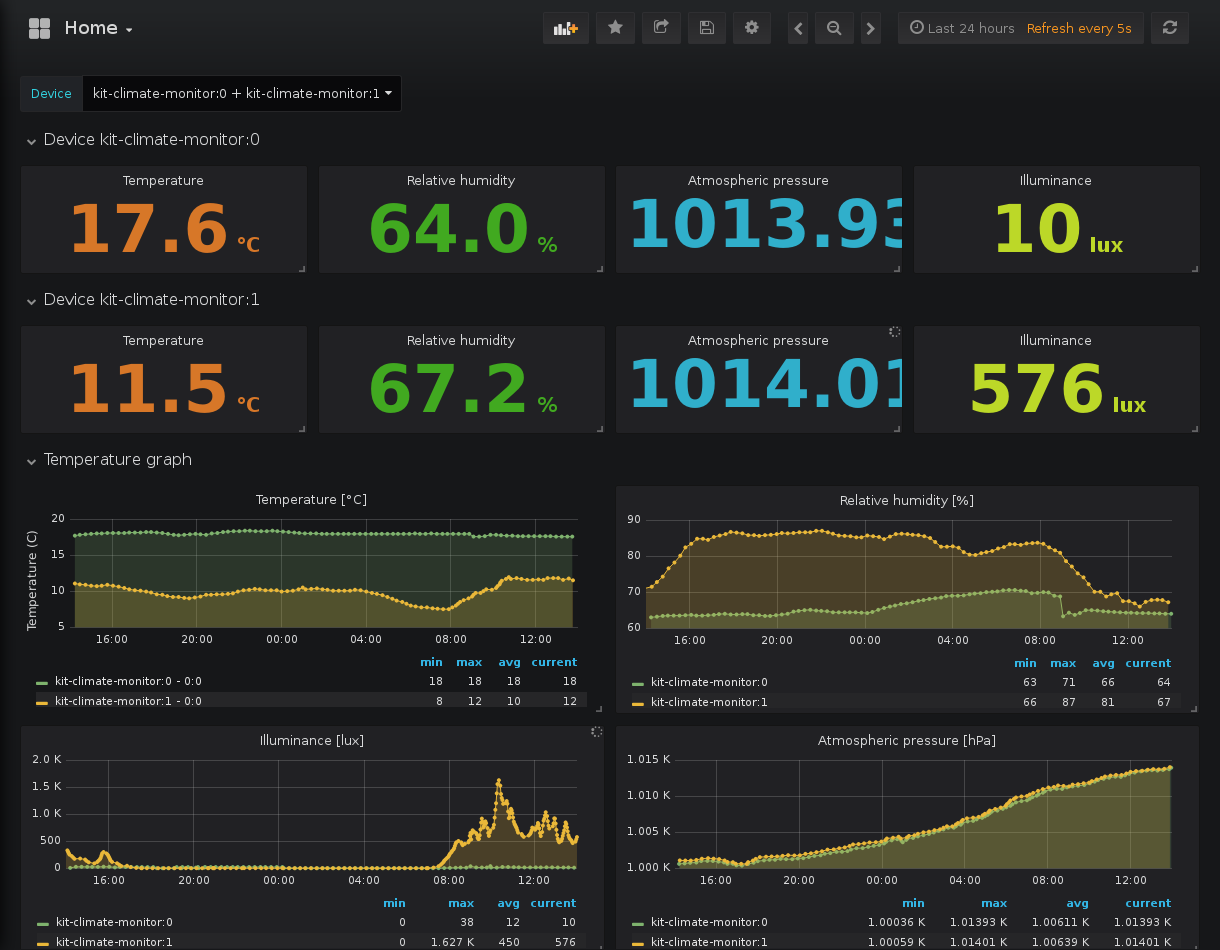 Home
Last 24 hours Refresh every 5s
Device kit-climate-monitor:0 + kit-climate-monitor:1
Device kit-climate-monitor:0
Temperature Relative humidity Atmospheric pressure Illuminance
17.6 °C 64.0 % 1013.93 10 lux
Device kit-climate-monitor:1
Temperature Relative humidity Atmospheric pressure Illuminance
11.5 °C 67.2 % 1014.01 576 lux
Temperature graph
Temperature [°C]
Temperature (C)
20
15
10
5
16:00 20:00 00:00 04:00 08:00 12:00
min max avg current
kit-climate-monitor:0 - 0:0 18 18 18 18
kit-climate-monitor:1 - 0:0 8 12 10 12
Relative humidity [%]
90
80
70
60
16:00 20:00 00:00 04:00 08:00 12:00
min max avg current
kit-climate-monitor:0 63 71 66 64
kit-climate-monitor:1 66 87 81 67
Illuminance [lux]
2.0 K
1.5 K
1.0 K
500
0
16:00 20:00 00:00 04:00 08:00 12:00
min max avg current
kit-climate-monitor:0 0 38 12 10
kit-climate-monitor:1 0 1.627 K 450 576
Atmospheric pressure [hPa]
1.015 K
1.010 K
1.005 K
1.000 K
16:00 20:00 00:00 04:00 08:00 12:00
min max avg current
kit-climate-monitor:0 1.00036 K 1.01393 K 1.00611 K 1.01393 K
kit-climate-monitor:1 1.00059 K 1.01401 K 1.00639 K 1.01401 K